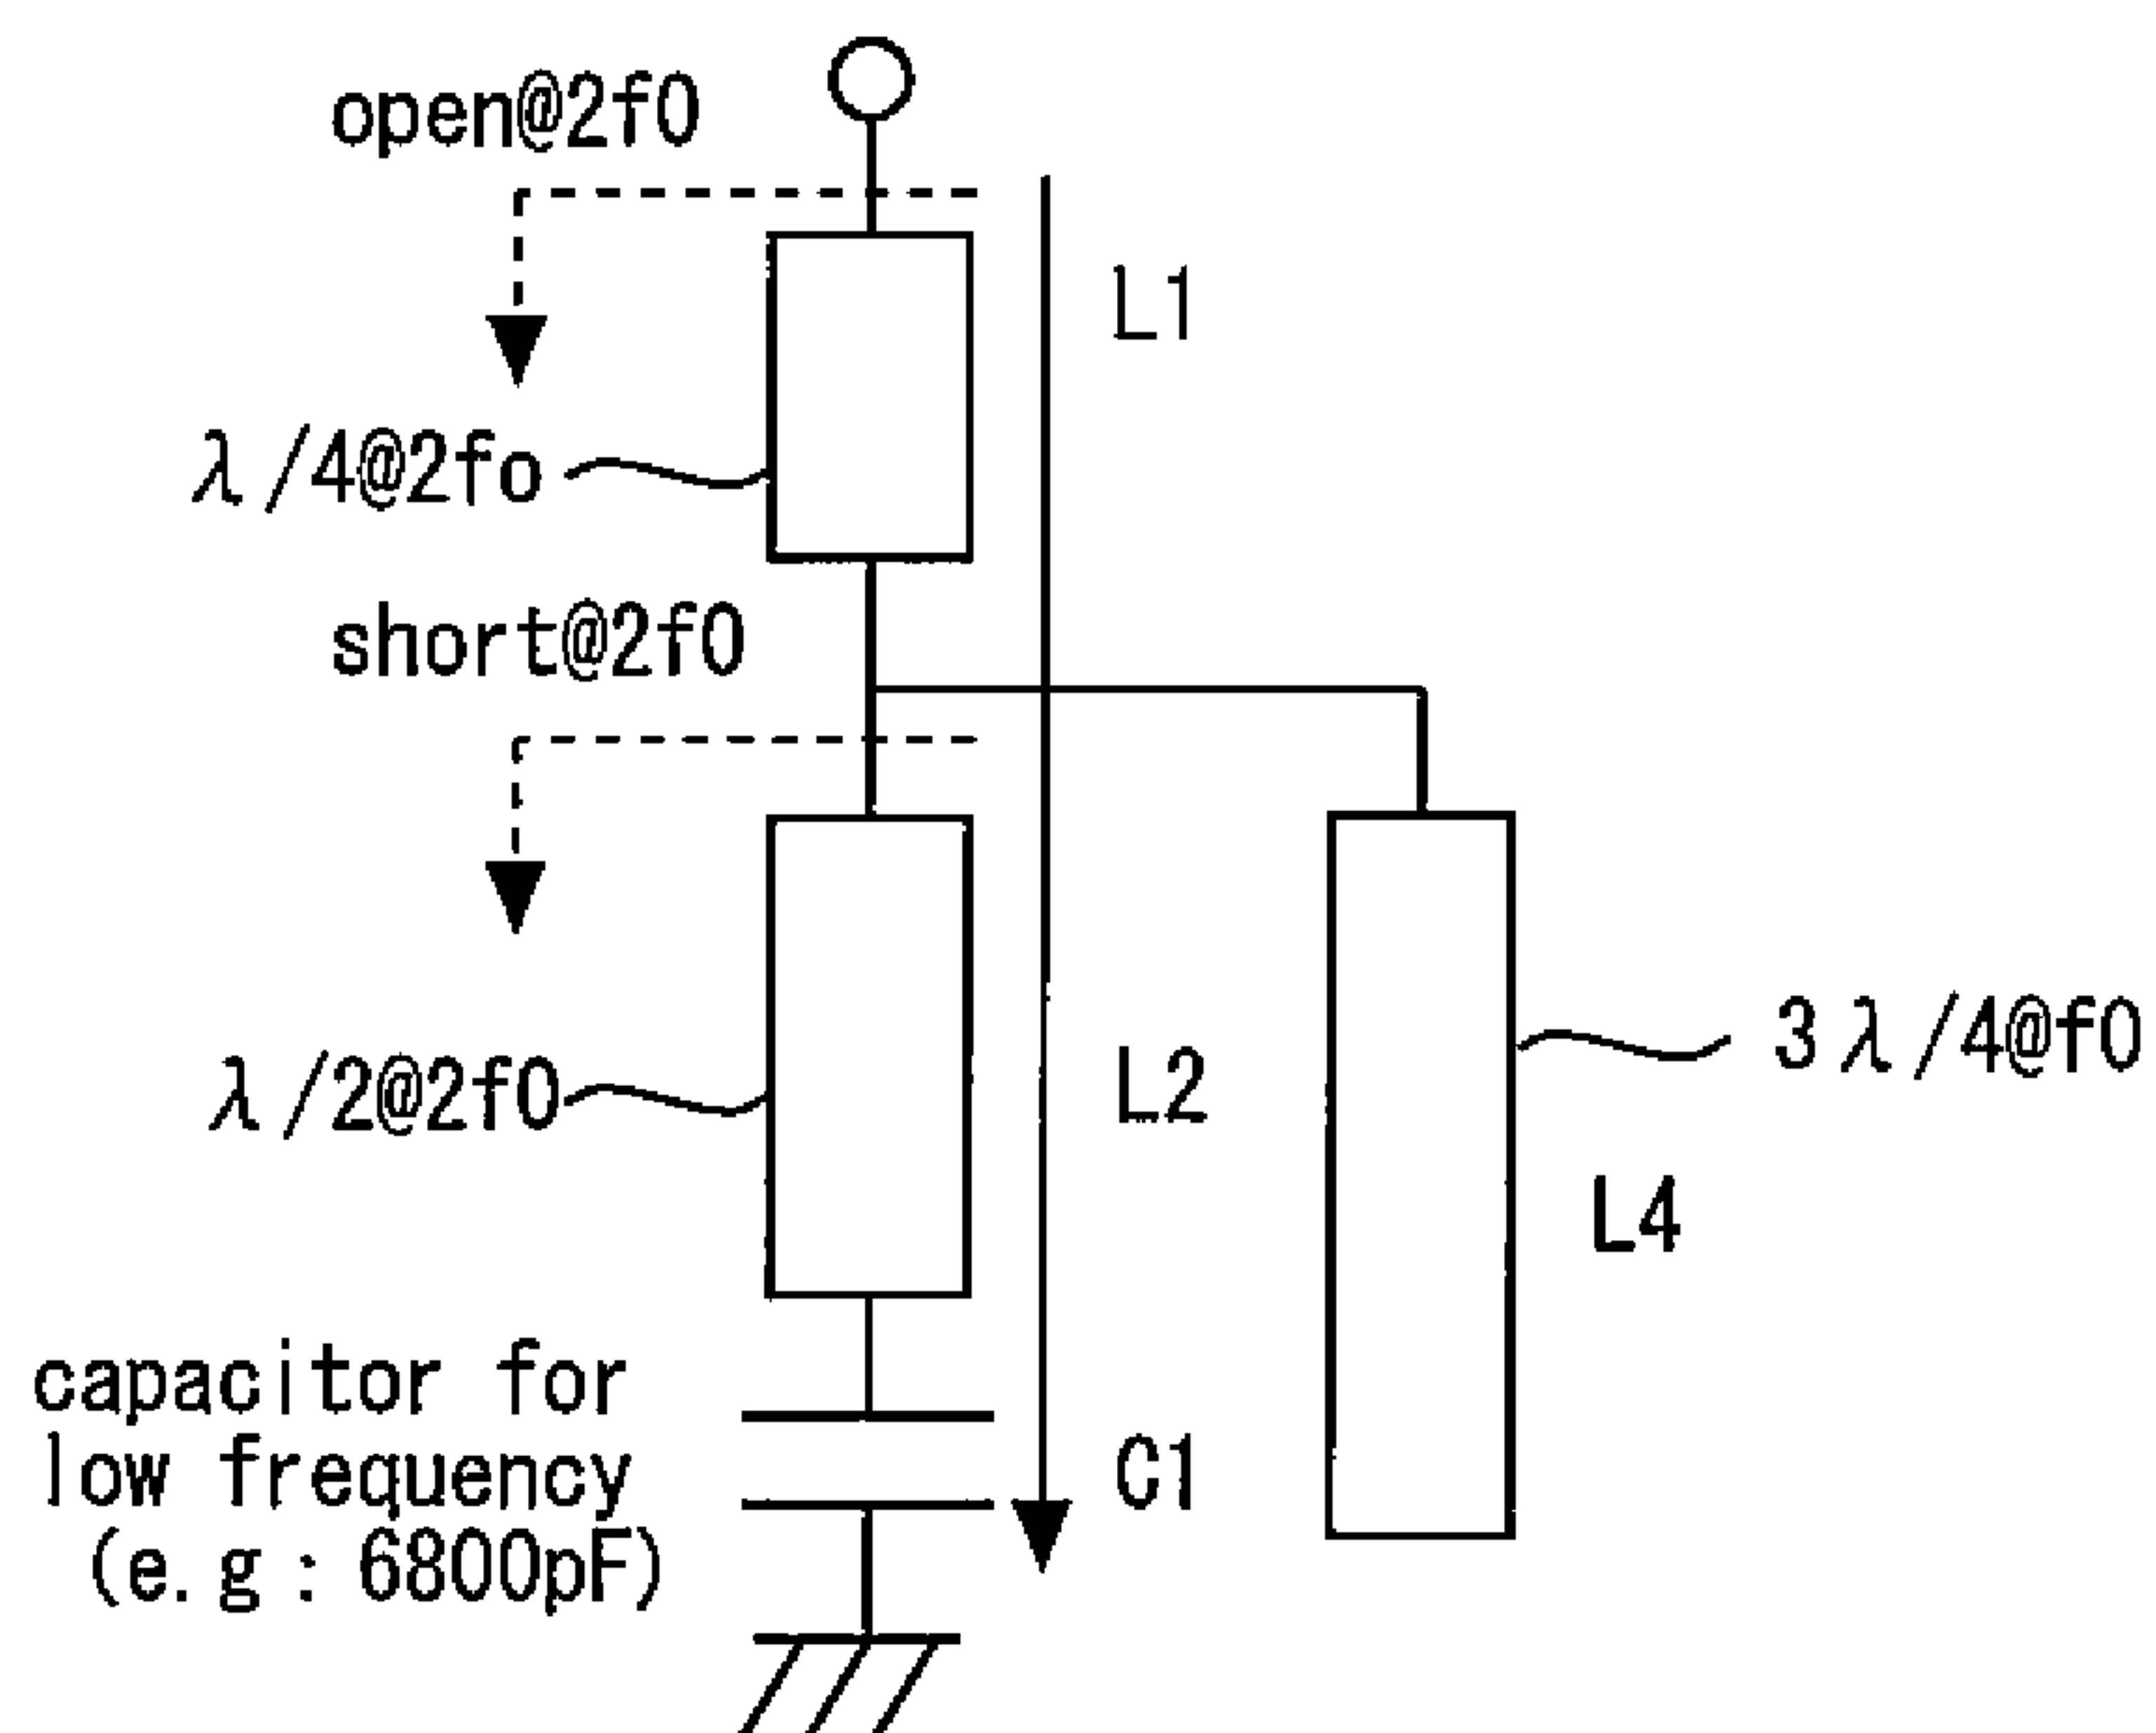 open@2f0
L1
λ/4@2fo
short@2f0
3λ/4@f0
L2
λ/2@2f0
L4
capacitor for
low frequency
(e.g : 6800pF)
C1